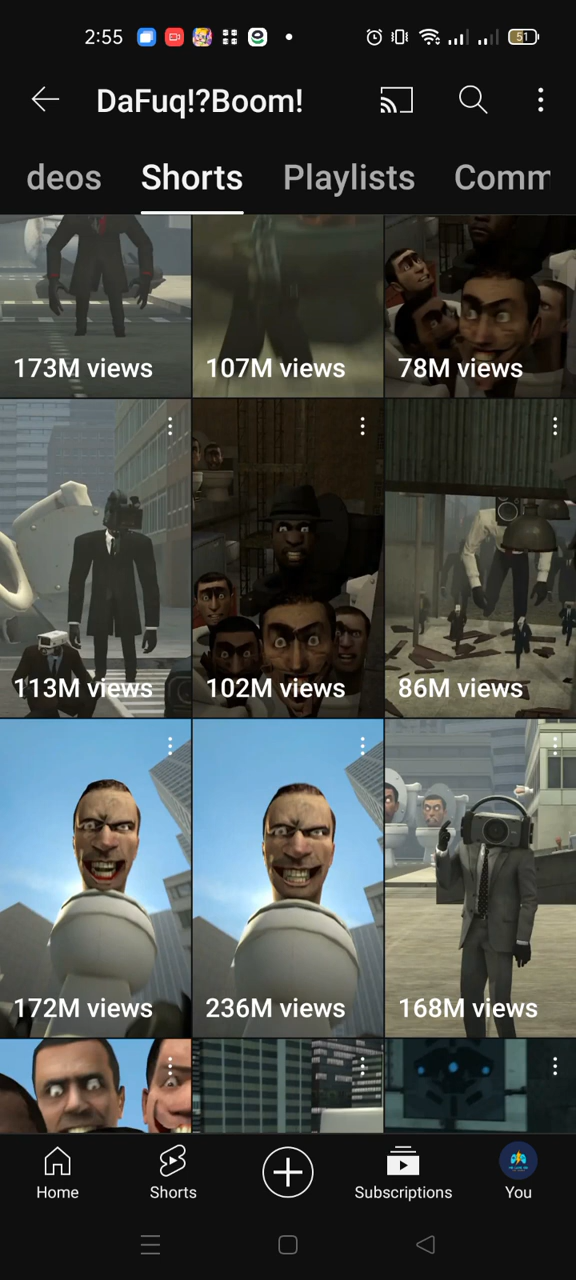 2:55
51
DaFuq!?Boom!
deos Shorts Playlists Comm
173M views 107M views 78M views
113M views 102M views 86M views
172M views 236M views 168M views
Home Shorts Subscriptions You